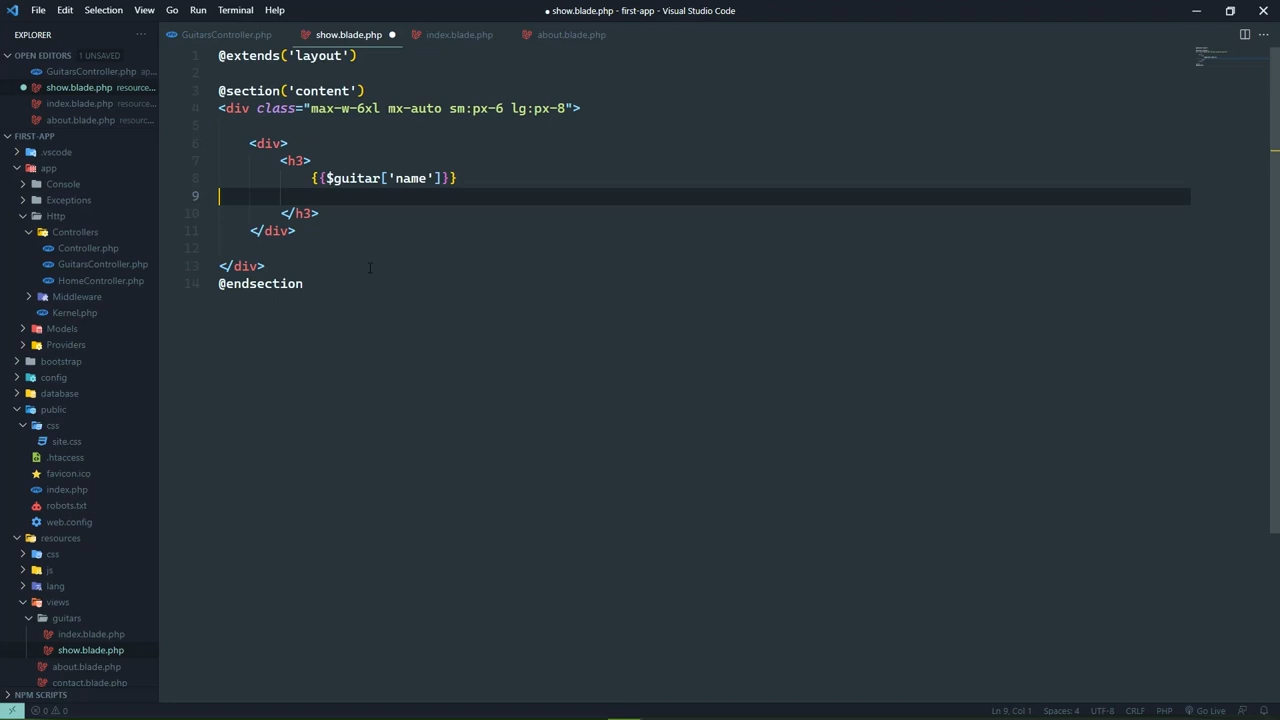 File Edit Selection View Go Run Terminal Help
● show.blade.php - first-app - Visual Studio Code
EXPLORER
GuitarsController.php show.blade.php index.blade.php about.blade.php
OPEN EDITORS 1 UNSAVED
GuitarsController.php ap...
show.blade.php resource...
index.blade.php resource...
about.blade.php resourc...
FIRST-APP
.vscode
app
Console
Exceptions
Http
Controllers
Controller.php
GuitarsController.php
HomeController.php
Middleware
Kernel.php
Models
Providers
bootstrap
config
database
public
css
site.css
.htaccess
favicon.ico
index.php
robots.txt
web.config
resources
css
js
lang
views
guitars
index.blade.php
show.blade.php
about.blade.php
contact.blade.php
NPM SCRIPTS
1 @extends('layout')
2
3 @section('content')
4 <div class="max-w-6xl mx-auto sm:px-6 lg:px-8">
5
6 <div>
7 <h3>
8 {{$guitar['name']}}
9
10 </h3>
11 </div>
12
13 </div>
14 @endsection
0 0
Ln 9, Col 1 Spaces: 4 UTF-8 CRLF PHP Go Live